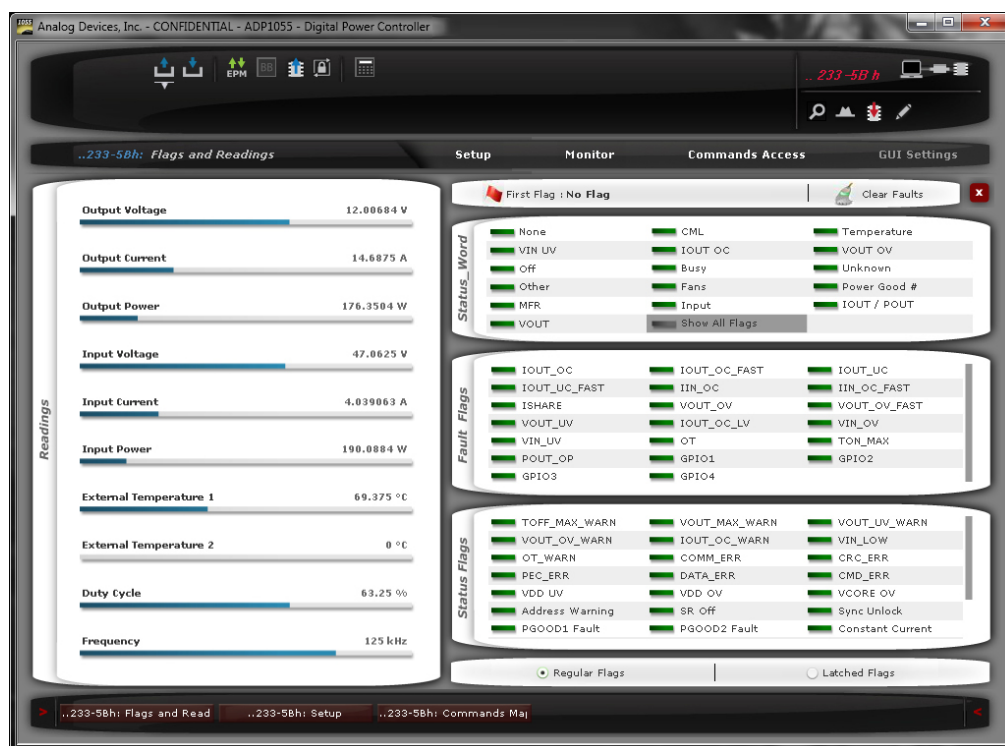 1055 Analog Devices, Inc. - CONFIDENTIAL - ADP1055 - Digital Power Controller
EPM 88
.. 233-5B h
..233-5Bh: Flags and Readings
Setup Monitor Commands Access GUI Settings
Readings
Output Voltage 12.00684 V
Output Current 14.6875 A
Output Power 176.3504 W
Input Voltage 47.0625 V
Input Current 4.039063 A
Input Power 190.0884 W
External Temperature 1 69.375 °C
External Temperature 2 0 °C
Duty Cycle 63.25 %
Frequency 125 kHz
First Flag : No Flag Clear Faults x
Status_Word
None CML Temperature
VIN UV IOUT OC VOUT OV
Off Busy Unknown
Other Fans Power Good #
MFR Input IOUT / POUT
VOUT Show All Flags
Fault Flags
IOUT_OC IOUT_OC_FAST IOUT_UC
IOUT_UC_FAST IIN_OC IIN_OC_FAST
ISHARE VOUT_OV VOUT_OV_FAST
VOUT_UV IOUT_OC_LV VIN_OV
VIN_UV OT TON_MAX
POUT_OP GPIO1 GPIO2
GPIO3 GPIO4
Status Flags
TOFF_MAX_WARN VOUT_MAX_WARN VOUT_UV_WARN
VOUT_OV_WARN IOUT_OC_WARN VIN_LOW
OT_WARN COMM_ERR CRC_ERR
PEC_ERR DATA_ERR CMD_ERR
VDD UV VDD OV VCORE OV
Address Warning SR Off Sync Unlock
PGOOD1 Fault PGOOD2 Fault Constant Current
Regular Flags Latched Flags
> ..233-5Bh: Flags and Read ..233-5Bh: Setup ..233-5Bh: Commands Ma <